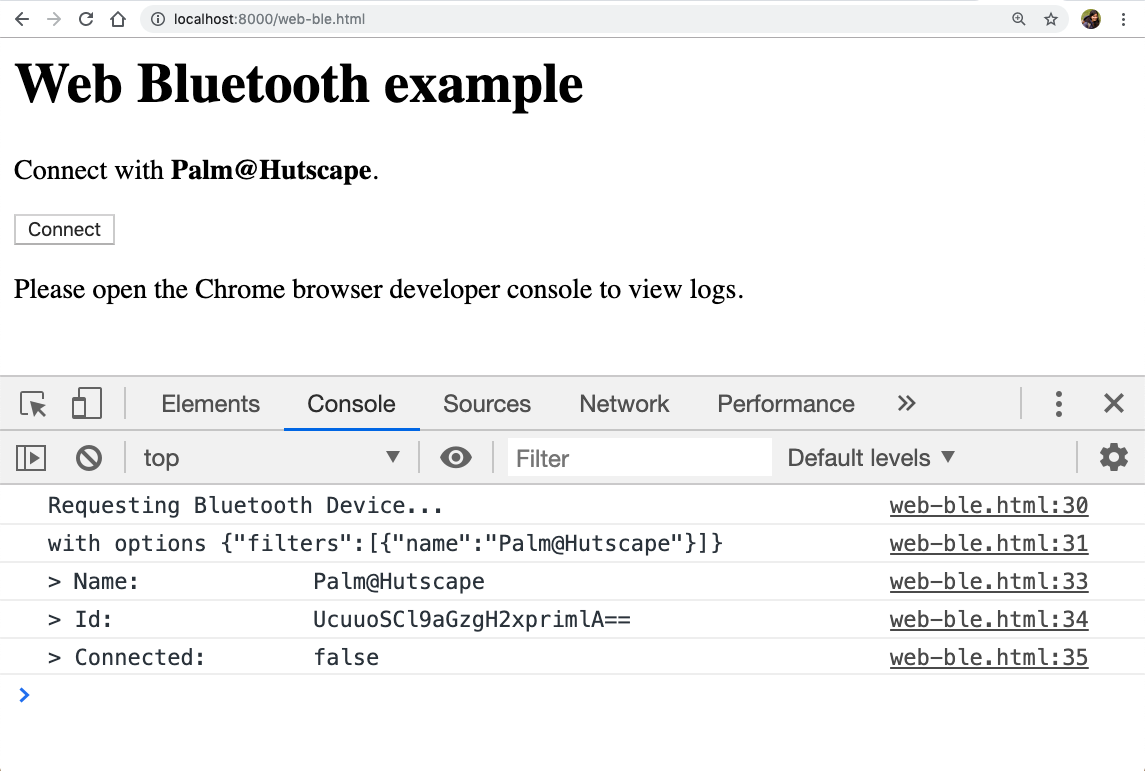 localhost:8000/web-ble.html
Web Bluetooth example
Connect with Palm@Hutscape.
Connect
Please open the Chrome browser developer console to view logs.
Elements Console Sources Network Performance »
top ▼ Filter Default levels ▼
Requesting Bluetooth Device... web-ble.html:30
with options {"filters":[{"name":"Palm@Hutscape"}]} web-ble.html:31
> Name: Palm@Hutscape web-ble.html:33
> Id: UcuuoSCl9aGzgH2xprimlA== web-ble.html:34
> Connected: false web-ble.html:35